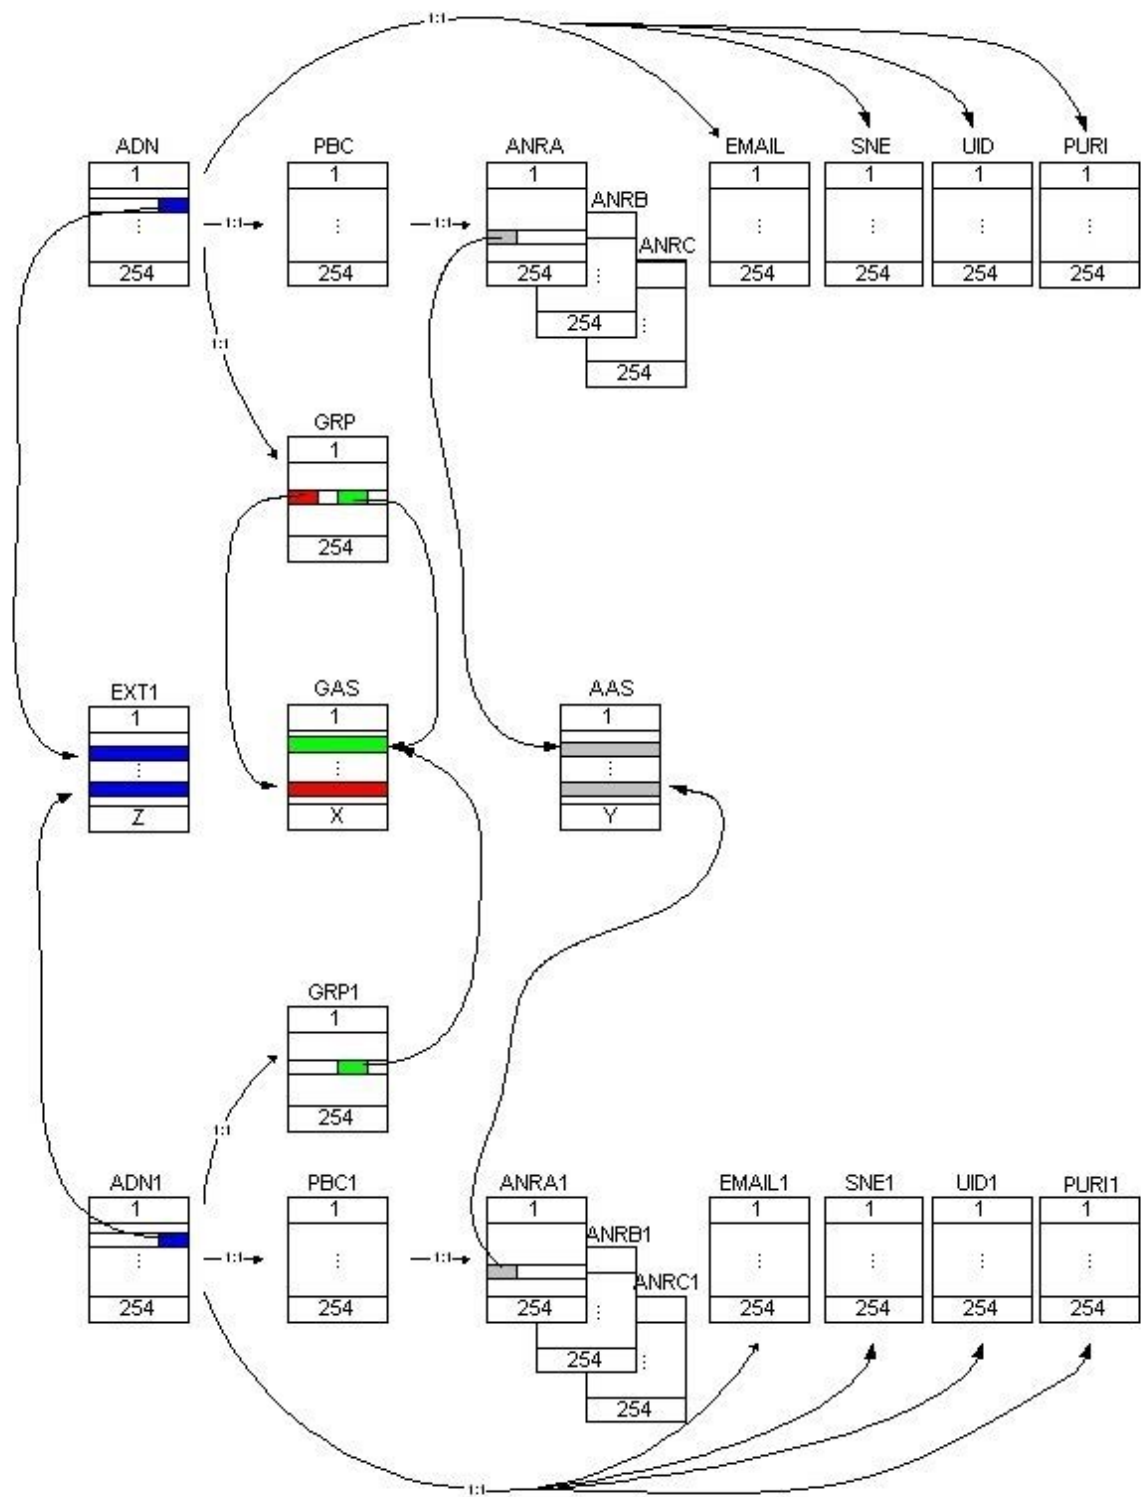 1:1
ADN
PBC
ANRA
EMAIL
SNE
UID
PURI
1
1
1
1
1
1
1
ANRB
⋮
1:1
⋮
1:1
⋮
⋮
⋮
⋮
ANRC
254
254
254
⋮
254
254
254
254
254
⋮
1:1
254
GRP
1
254
EXT1
GAS
AAS
1
1
1
⋮
⋮
⋮
Z
X
Y
GRP1
1
254
1:1
ADN1
PBC1
ANRA1
EMAIL1
SNE1
UID1
PURI1
1
1
1
1
1
1
1
ANRB1
⋮
1:1
⋮
1:1
⋮
⋮
⋮
⋮
ANRC1
254
254
254
⋮
254
254
254
254
254
⋮
254
1:1